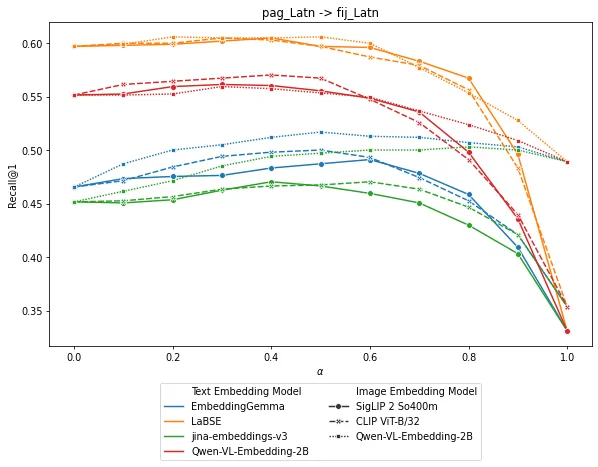 pag_Latn -> fij_Latn
Recall@1
0.60
0.55
0.50
0.45
0.40
0.35
0.0
0.2
0.4
0.6
0.8
1.0
α
Text Embedding Model
EmbeddingGemma
LaBSE
jina-embeddings-v3
Qwen-VL-Embedding-2B
Image Embedding Model
SigLIP 2 So400m
CLIP ViT-B/32
Qwen-VL-Embedding-2B